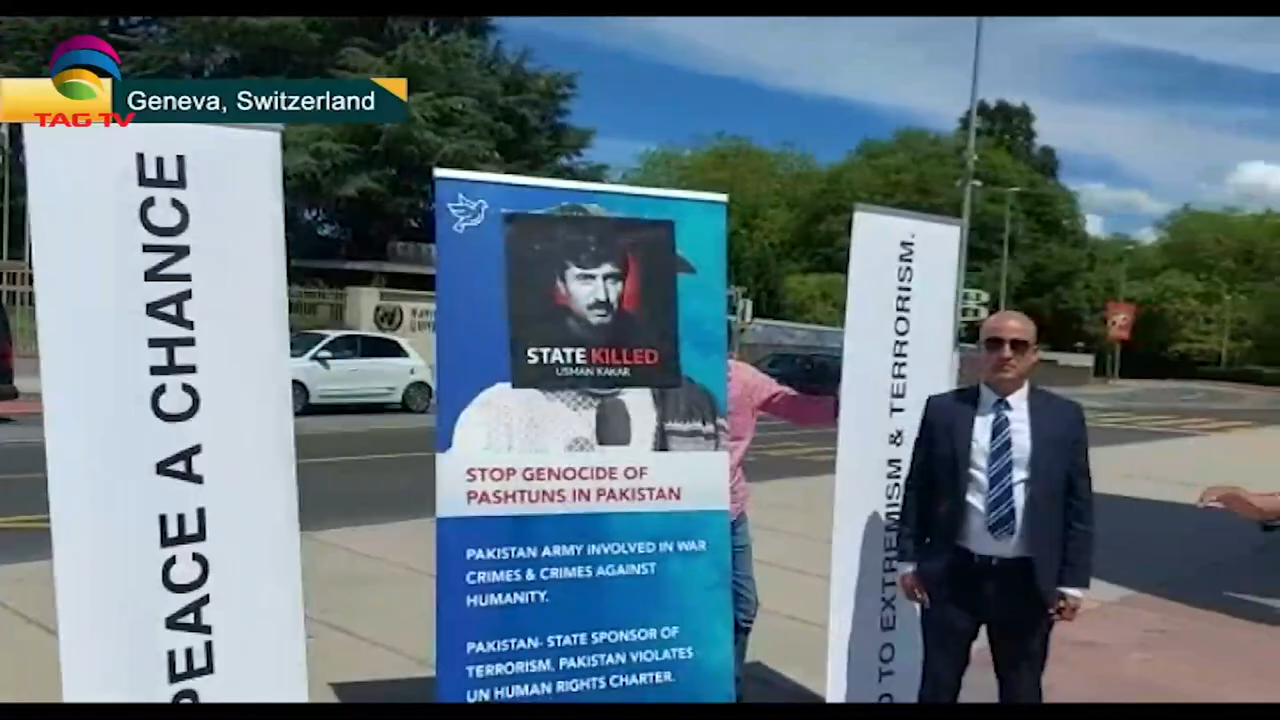 Geneva, Switzerland
TAG TV
PEACE A CHANCE
STATE KILLED
USMAN KAKAR
STOP GENOCIDE OF
PASHTUNS IN PAKISTAN
PAKISTAN ARMY INVOLVED IN WAR
CRIMES & CRIMES AGAINST
HUMANITY.
PAKISTAN- STATE SPONSOR OF
TERRORISM, PAKISTAN VIOLATES
UN HUMAN RIGHTS CHARTER.
TO EXTREMISM & TERRORISM.